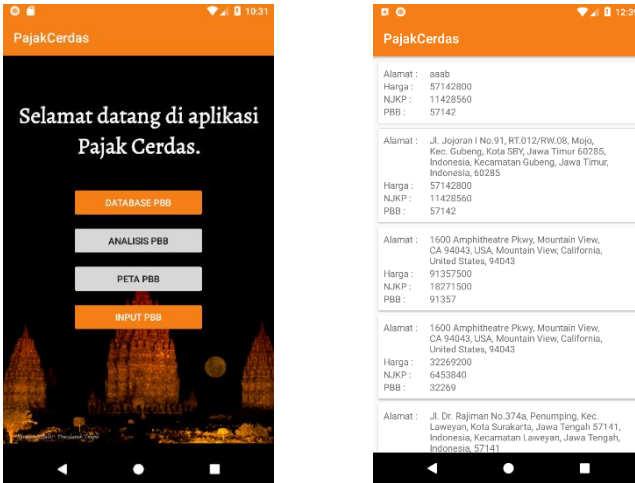 10:31
PajakCerdas
Selamat datang di aplikasi
Pajak Cerdas.
DATABASE PBB
ANALISIS PBB
PETA PBB
INPUT PBB
12:39
PajakCerdas
Alamat : aaab
Harga : 57142800
NJKP : 11428560
PBB : 57142
Alamat : Jl. Jojoran I No.91, RT.012/RW.08, Mojo,
Kec. Gubeng, Kota SBY, Jawa Timur 60285,
Indonesia, Kecamatan Gubeng, Jawa Timur,
Indonesia, 60285
Harga : 57142800
NJKP : 11428560
PBB : 57142
Alamat : 1600 Amphitheatre Pkwy, Mountain View,
CA 94043, USA, Mountain View, California,
United States, 94043
Harga : 91357500
NJKP : 18271500
PBB : 91357
Alamat : 1600 Amphitheatre Pkwy, Mountain View,
CA 94043, USA, Mountain View, California,
United States, 94043
Harga : 32269200
NJKP : 6453840
PBB : 32269
Alamat : Jl. Dr. Rajiman No.374a, Penumping, Kec.
Laweyan, Kota Surakarta, Jawa Tengah 57141,
Indonesia, Kecamatan Laweyan, Jawa Tengah,
Indonesia, 57141